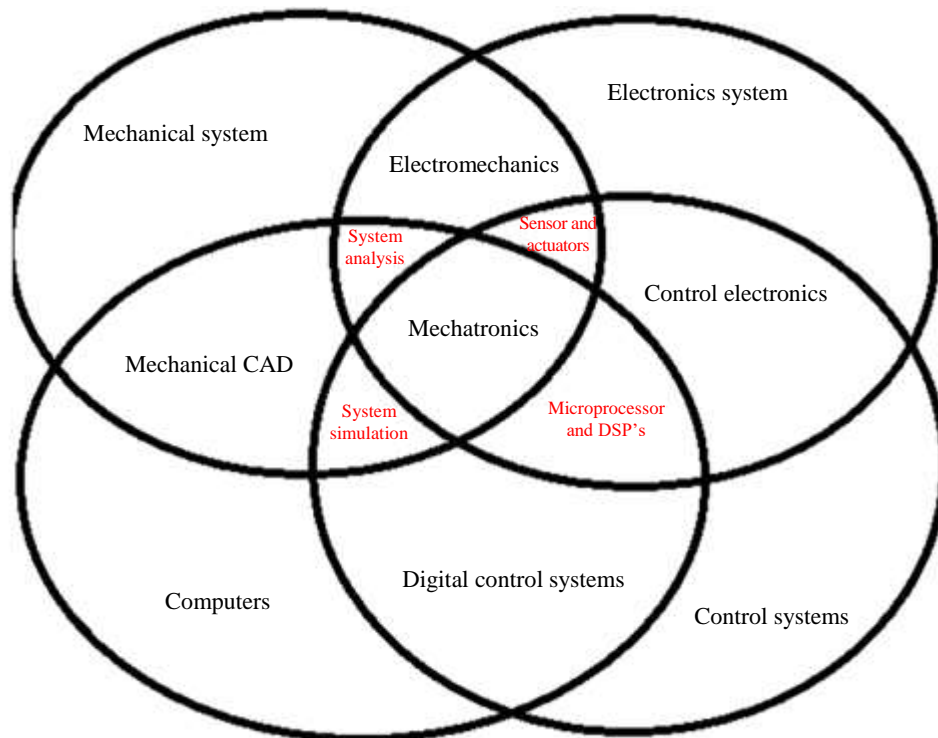 Electronics system
Mechanical system
Electromechanics
Sensor and
actuators
System
analysis
Control electronics
Mechatronics
Mechanical CAD
System
simulation
Microprocessor
and DSP’s
Digital control systems
Computers
Control systems